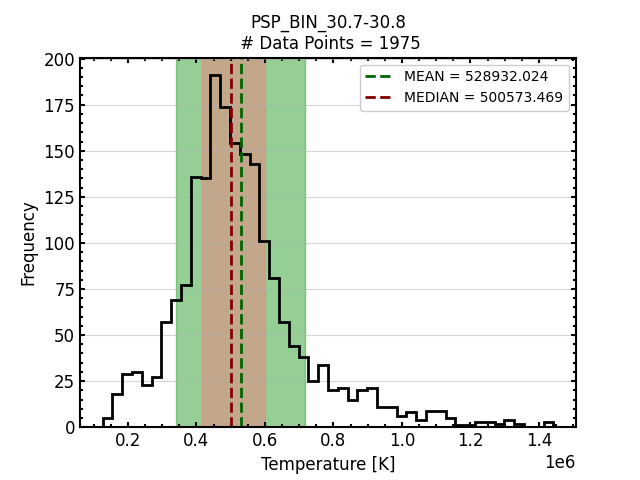 PSP_BIN_30.7-30.8
# Data Points = 1975
MEAN = 528932.024
MEDIAN = 500573.469
200
175
150
125
100
75
50
25
0
Frequency
0.2
0.4
0.6
0.8
1.0
1.2
1.4
1e6
Temperature [K]